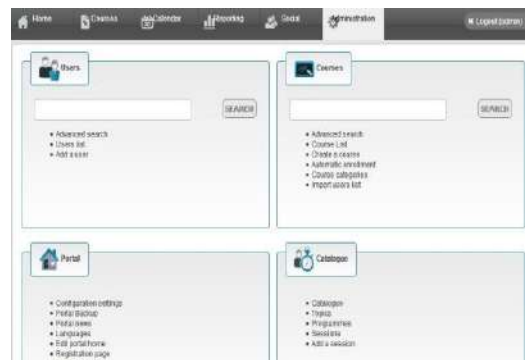 Home Courses Calendar Reporting Social Administration Logout (admin)
Users
SEARCH
Advanced search
Users list
Add a user
Courses
SEARCH
Advanced search
Course List
Create a course
Automatic enrollment
Course categories
Import users list
Portal
Configuration settings
Portal Backup
Portal news
Languages
Edit portal home
Registration page
Catalogue
Catalogue
Topics
Programmes
Sessions
Add a session